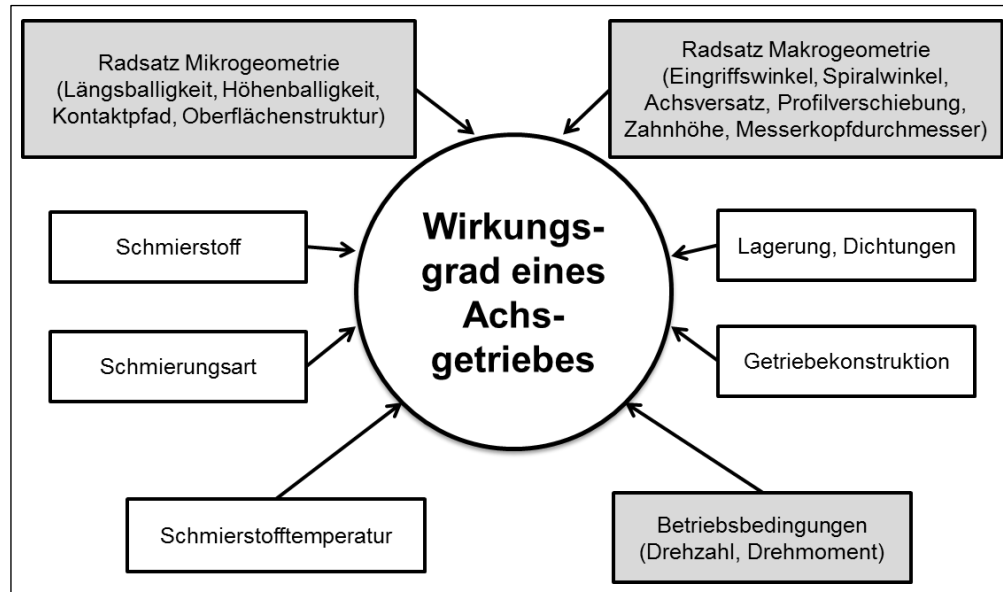 Radsatz Mikrogeometrie
(Längsballigkeit, Höhenballigkeit,
Kontaktpfad, Oberflächenstruktur)
Radsatz Makrogeometrie
(Eingriffswinkel, Spiralwinkel,
Achsversatz, Profilverschiebung,
Zahnhöhe, Messerkopfdurchmesser)
Wirkungs-
grad eines
Achs-
getriebes
Schmierstoff
Lagerung, Dichtungen
Schmierungsart
Getriebekonstruktion
Schmierstofftemperatur
Betriebsbedingungen
(Drehzahl, Drehmoment)